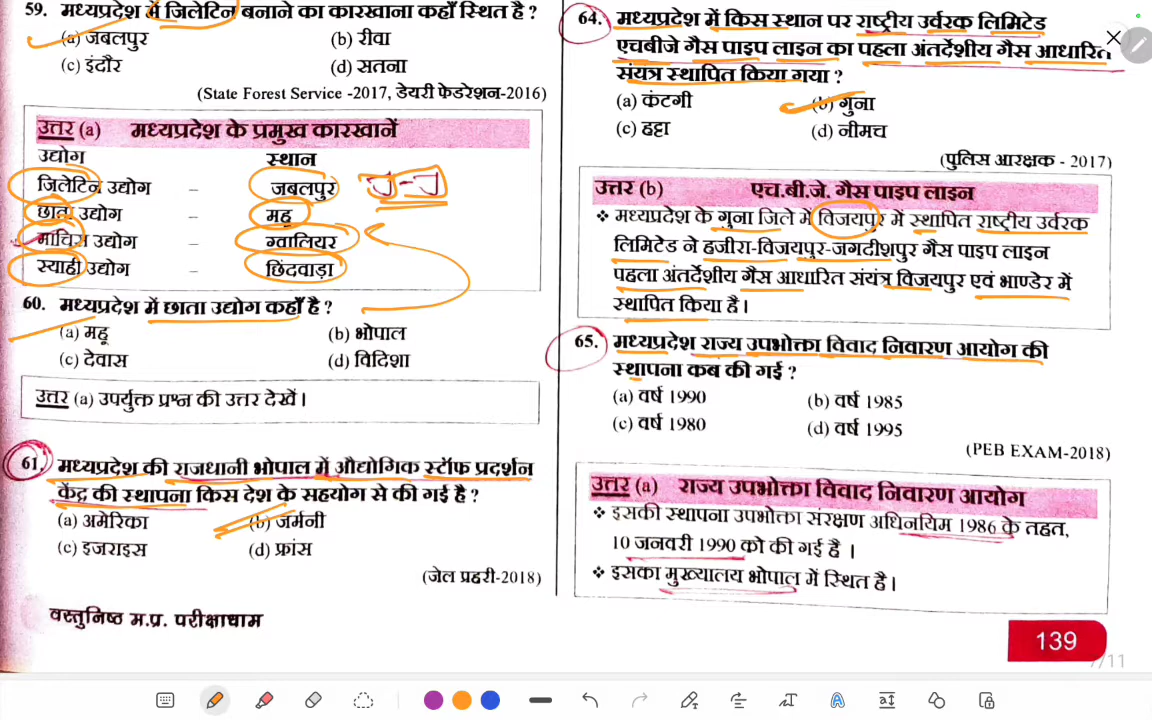 59. मध्यप्रदेश में जिलेटिन बनाने का कारखाना कहाँ स्थित है ?
(a) जबलपुर (b) रीवा
(c) इंदौर (d) सतना
(State Forest Service -2017, डेयरी फेडरेशन-2016)
उत्तर (a) मध्यप्रदेश के प्रमुख कारखानें
उद्योग स्थान
जिलेटिन उद्योग – जबलपुर
छाता उद्योग – महू
माचिस उद्योग – ग्वालियर
स्याही उद्योग – छिंदवाड़ा
ज-ज
60. मध्यप्रदेश में छाता उद्योग कहाँ है ?
(a) महू (b) भोपाल
(c) देवास (d) विदिशा
उत्तर (a) उपर्युक्त प्रश्न की उत्तर देखें।
61. मध्यप्रदेश की राजधानी भोपाल में औद्योगिक स्टॉफ प्रदर्शन
केंद्र की स्थापना किस देश के सहयोग से की गई है ?
(a) अमेरिका (b) जर्मनी
(c) इजराइस (d) फ्रांस
(जेल प्रहरी-2018)
वस्तुनिष्ठ म.प्र. परीक्षाधाम
64. मध्यप्रदेश में किस स्थान पर राष्ट्रीय उर्वरक लिमिटेड
एचबीजे गैस पाइप लाइन का पहला अंतर्देशीय गैस आधारित
संयत्र स्थापित किया गया ?
(a) कंटगी (b) गुना
(c) हट्टा (d) नीमच
(पुलिस आरक्षक - 2017)
उत्तर (b) एच.बी.जे. गैस पाइप लाइन
❖ मध्यप्रदेश के गुना जिले में विजयपुर में स्थापित राष्ट्रीय उर्वरक
लिमिटेड ने हजीरा-विजयपुर-जगदीशपुर गैस पाइप लाइन
पहला अंतर्देशीय गैस आधारित संयंत्र विजयपुर एवं भाण्डेर में
स्थापित किया है।
65. मध्यप्रदेश राज्य उपभोक्ता विवाद निवारण आयोग की
स्थापना कब की गई ?
(a) वर्ष 1990 (b) वर्ष 1985
(c) वर्ष 1980 (d) वर्ष 1995
(PEB EXAM-2018)
उत्तर (a) राज्य उपभोक्ता विवाद निवारण आयोग
❖ इसकी स्थापना उपभोक्ता संरक्षण अधिनयिम 1986 के तहत,
10 जनवरी 1990 को की गई है ।
❖ इसका मुख्यालय भोपाल में स्थित है।
139
7/11